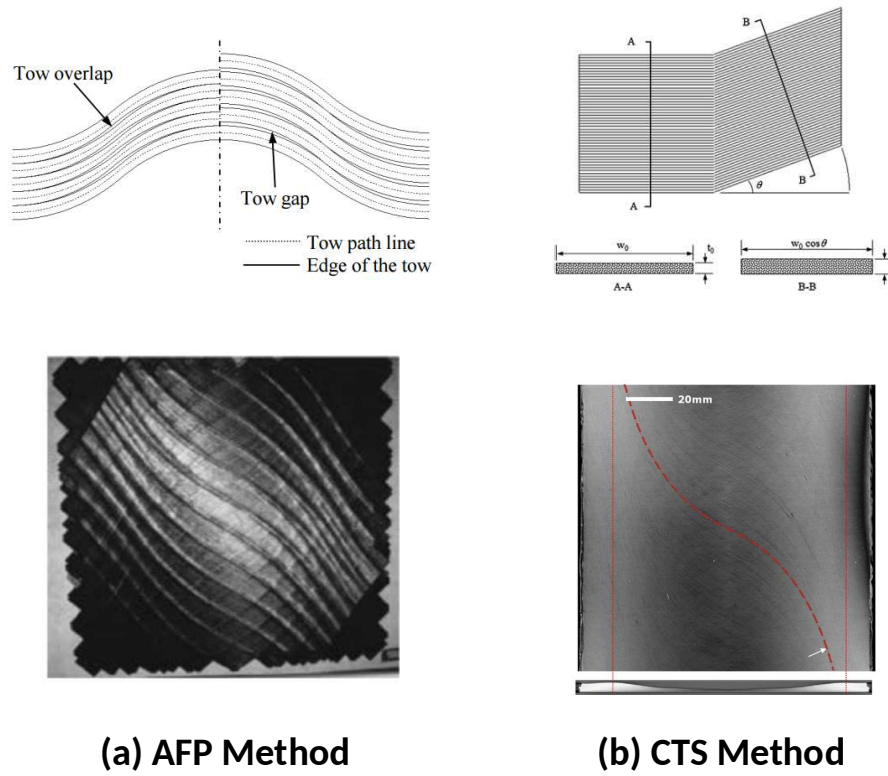 Tow overlap
Tow gap
Tow path line
Edge of the tow
A
B
A
B
θ
w₀
t₀
w₀ cosθ
A-A
B-B
20mm
(a) AFP Method
(b) CTS Method